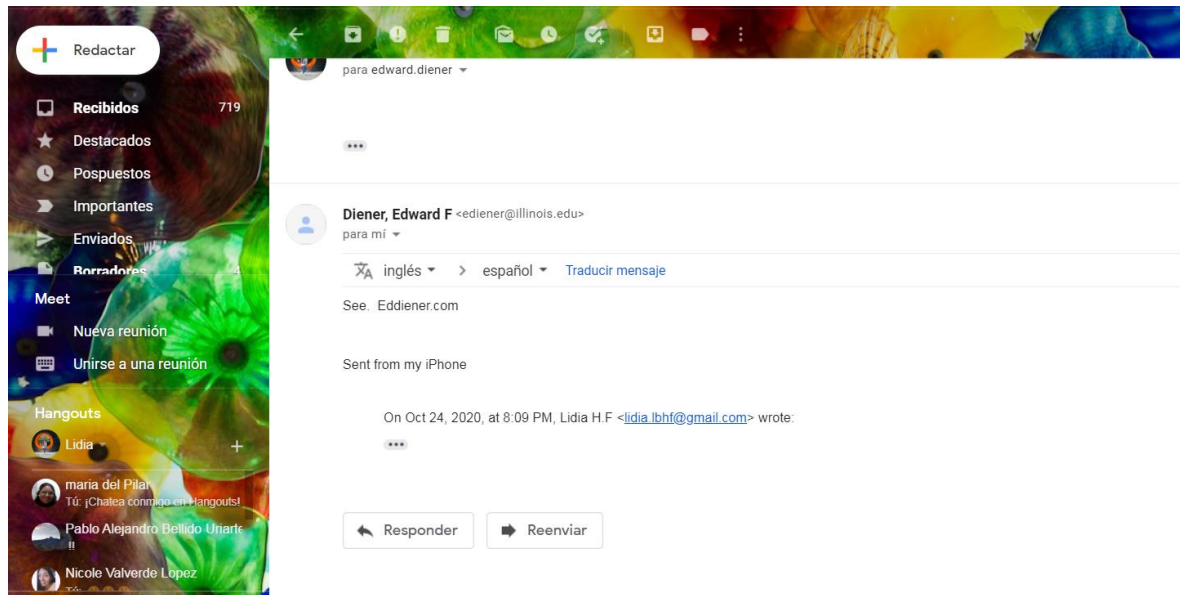 Redactar
Recibidos 719
Destacados
Pospuestos
Importantes
Enviados
Borradores 4
Meet
Nueva reunión
Unirse a una reunión
Hangouts
Lidia
maria del Pilar
Tú: ¡Chatea conmigo en Hangouts!
Pablo Alejandro Bellido Uriarte
!!
Nicole Valverde Lopez
Tú:
para edward.diener
Diener, Edward F <ediener@illinois.edu>
para mí
inglés > español Traducir mensaje
See. Eddiener.com
Sent from my iPhone
On Oct 24, 2020, at 8:09 PM, Lidia H.F <lidia.lbhf@gmail.com> wrote:
Responder Reenviar